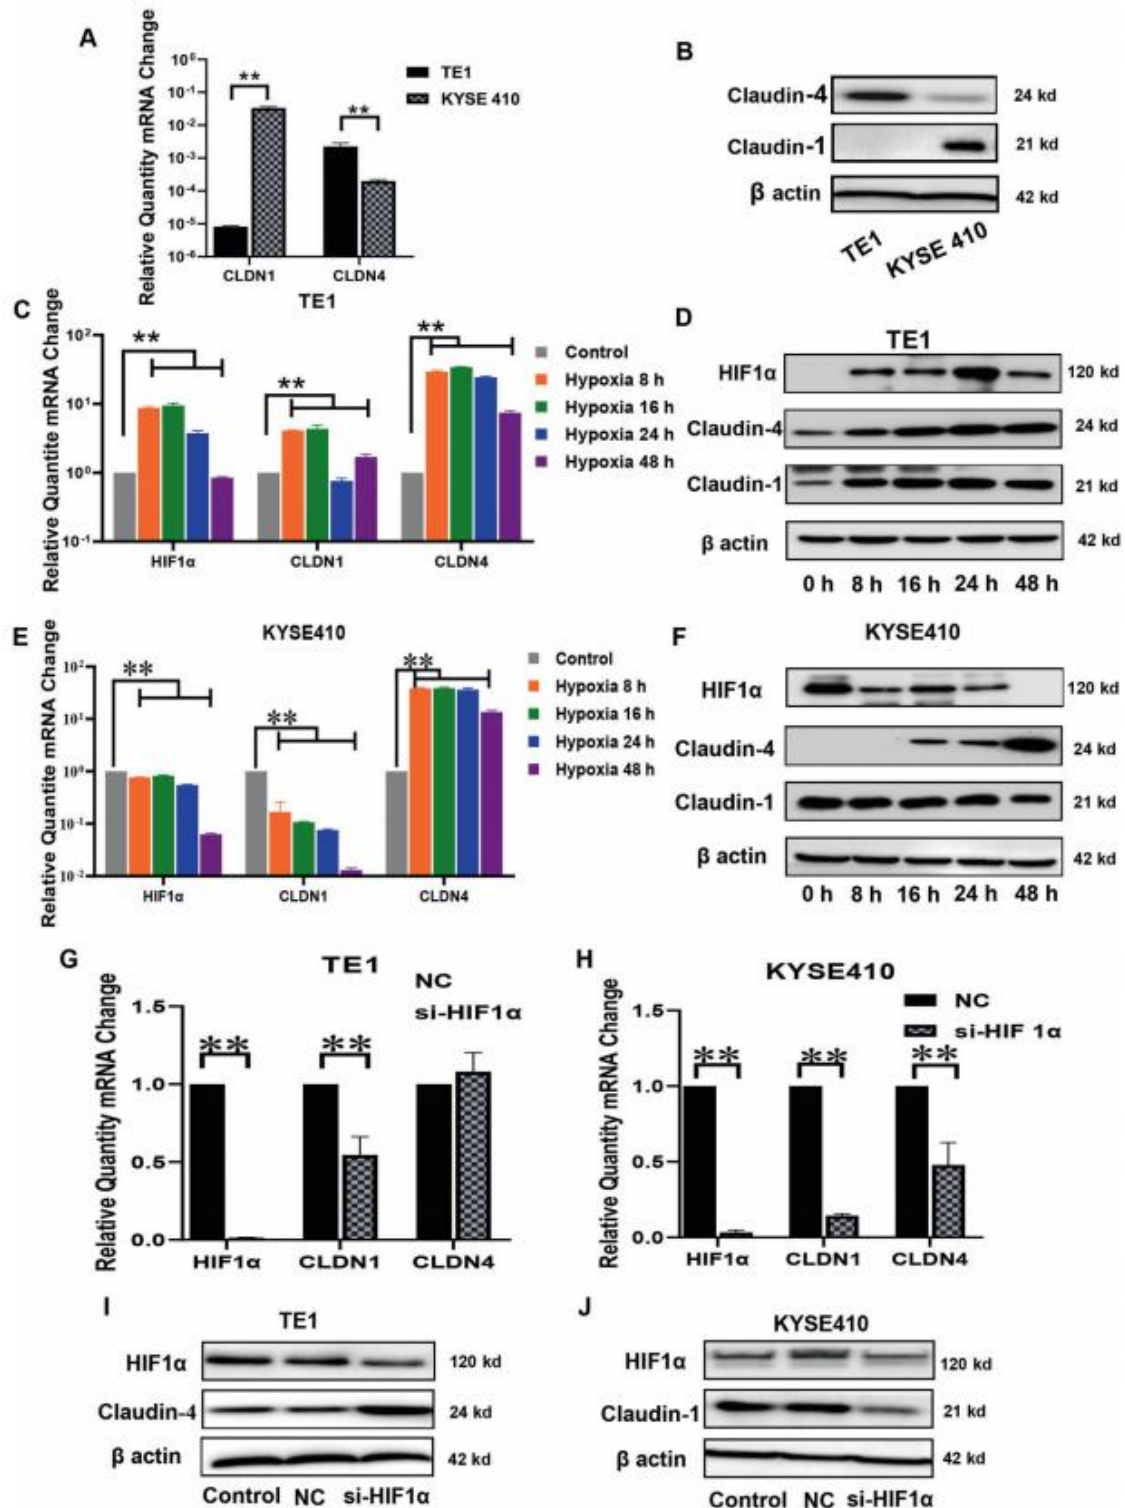 A
Relative Quantity mRNA Change
10⁰
10⁻¹
10⁻²
10⁻³
10⁻⁴
10⁻⁵
10⁻⁶
**
**
TE1
KYSE 410
CLDN1
CLDN4
B
Claudin-4
24 kd
Claudin-1
21 kd
β actin
42 kd
TE1
KYSE 410
C
TE1
Relative Quantite mRNA Change
10²
10¹
10⁰
10⁻¹
**
**
**
Control
Hypoxia 8 h
Hypoxia 16 h
Hypoxia 24 h
Hypoxia 48 h
HIF1α
CLDN1
CLDN4
D
TE1
HIF1α
120 kd
Claudin-4
24 kd
Claudin-1
21 kd
β actin
42 kd
0 h 8 h 16 h 24 h 48 h
E
KYSE410
Relative Quantite mRNA Change
10²
10¹
10⁰
10⁻¹
10⁻²
**
**
**
Control
Hypoxia 8 h
Hypoxia 16 h
Hypoxia 24 h
Hypoxia 48 h
HIF1α
CLDN1
CLDN4
F
KYSE410
HIF1α
120 kd
Claudin-4
24 kd
Claudin-1
21 kd
β actin
42 kd
0 h 8 h 16 h 24 h 48 h
G
TE1
Relative Quantity mRNA Change
1.5
1.0
0.5
0.0
**
**
NC
si-HIF1α
HIF1α
CLDN1
CLDN4
H
KYSE410
Relative Quantity mRNA Change
1.5
1.0
0.5
0.0
**
**
**
NC
si-HIF 1α
HIF1α
CLDN1
CLDN4
I
TE1
HIF1α
120 kd
Claudin-4
24 kd
β actin
42 kd
Control NC si-HIF1α
J
KYSE410
HIF1α
120 kd
Claudin-1
21 kd
β actin
42 kd
Control NC si-HIF1α